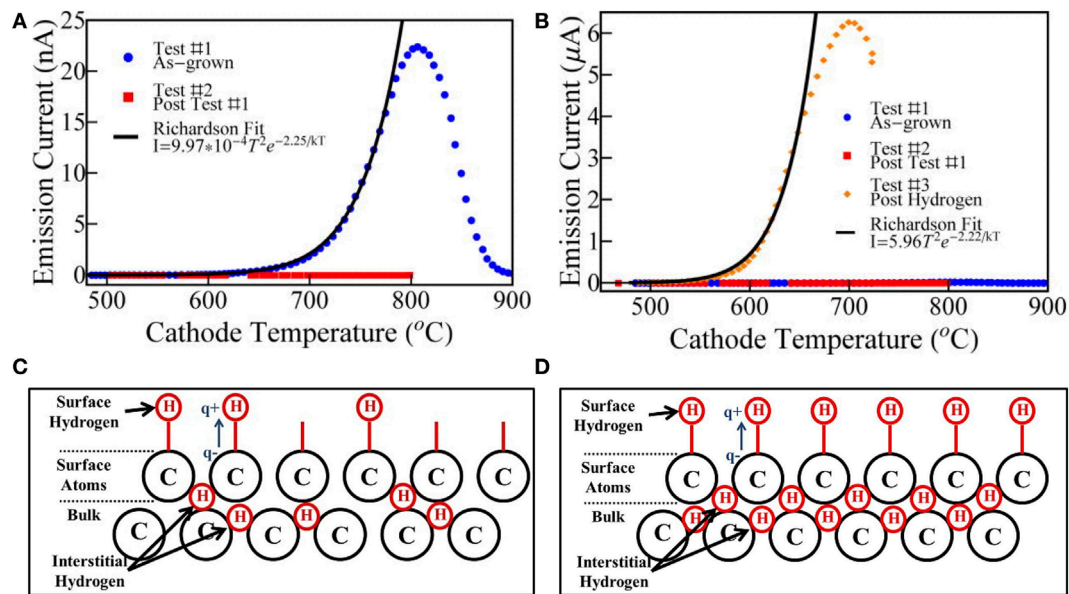 A
Emission Current (nA)
25
20
15
10
5
0
Test #1
As-grown
Test #2
Post Test #1
Richardson Fit
I=9.97*10⁻⁴T²e⁻²·²⁵/ᵏᵀ
500 600 700 800 900
Cathode Temperature (°C)
B
Emission Current (μA)
6
5
4
3
2
1
0
Test #1
As-grown
Test #2
Post Test #1
Test #3
Post Hydrogen
Richardson Fit
I=5.96T²e⁻²·²²/ᵏᵀ
500 600 700 800 900
Cathode Temperature (°C)
C
Surface
Hydrogen
H H H
q+
q-
Surface
Atoms
C C C C C C
Bulk
H H H H H H
C C C C C C
Interstitial
Hydrogen
D
Surface
Hydrogen
H H H H H H
q+
q-
Surface
Atoms
C C C C C C
Bulk
H H H H H H H H H H
C C C C C C
Interstitial
Hydrogen